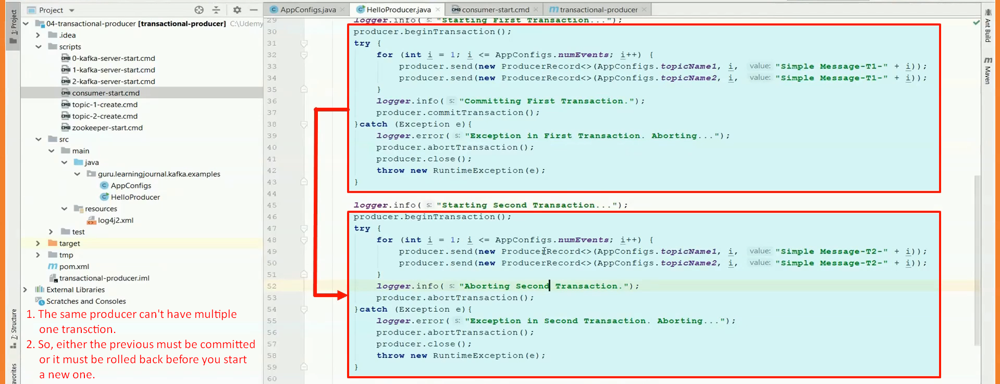 1: Project
Project
04-transactional-producer [transactional-producer] C:\Udemy
.idea
scripts
0-kafka-server-start.cmd
1-kafka-server-start.cmd
2-kafka-server-start.cmd
consumer-start.cmd
topic-1-create.cmd
topic-2-create.cmd
zookeeper-start.cmd
src
main
java
guru.learningjournal.kafka.examples
AppConfigs
HelloProducer
resources
log4j2.xml
test
target
tmp
pom.xml
transactional-producer.iml
External Libraries
Scratches and Consoles
1. The same producer can't have multiple
one transction.
2. So, either the previous must be committed
or it must be rolled back before you start
a new one.
7: Structure
avorites
AppConfigs.java
HelloProducer.java
consumer-start.cmd
transactional-producer
29 logger.info( s: "Starting First Transaction...");
30 producer.beginTransaction();
31 try {
32 for (int i = 1; i <= AppConfigs.numEvents; i++) {
33 producer.send(new ProducerRecord<>(AppConfigs.topicName1, i, value: "Simple Message-T1-" + i));
34 producer.send(new ProducerRecord<>(AppConfigs.topicName2, i, value: "Simple Message-T1-" + i));
35 }
36 logger.info( s: "Committing First Transaction.");
37 producer.commitTransaction();
38 }catch (Exception e){
39 logger.error( s: "Exception in First Transaction. Aborting...");
40 producer.abortTransaction();
41 producer.close();
42 throw new RuntimeException(e);
43 }
44
45 logger.info( s: "Starting Second Transaction...");
46 producer.beginTransaction();
47 try {
48 for (int i = 1; i <= AppConfigs.numEvents; i++) {
49 producer.send(new ProducerRecord<>(AppConfigs.topicName1, i, value: "Simple Message-T2-" + i));
50 producer.send(new ProducerRecord<>(AppConfigs.topicName2, i, value: "Simple Message-T2-" + i));
51 }
52 logger.info( s: "Aborting Second Transaction.");
53 producer.abortTransaction();
54 }catch (Exception e){
55 logger.error( s: "Exception in Second Transaction. Aborting...");
56 producer.abortTransaction();
57 producer.close();
58 throw new RuntimeException(e);
59 }
60
Ant Build
Maven